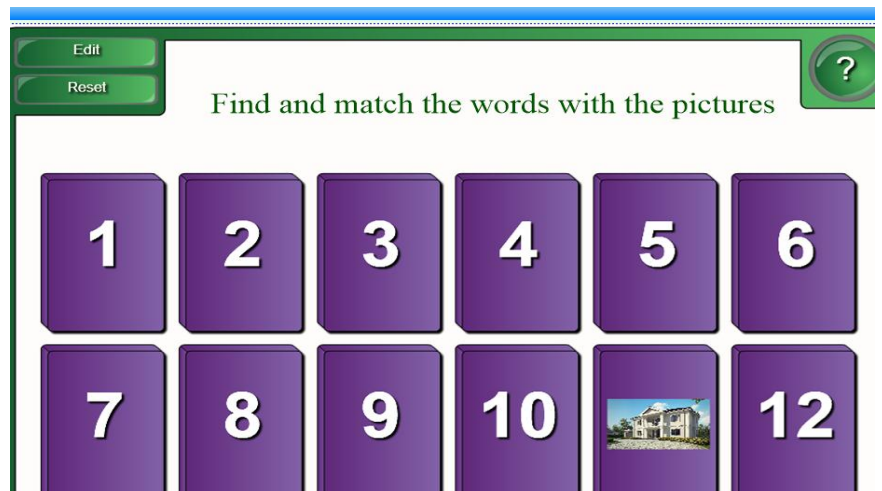 Edit
Reset
?
Find and match the words with the pictures
1 2 3 4 5 6
7 8 9 10 12